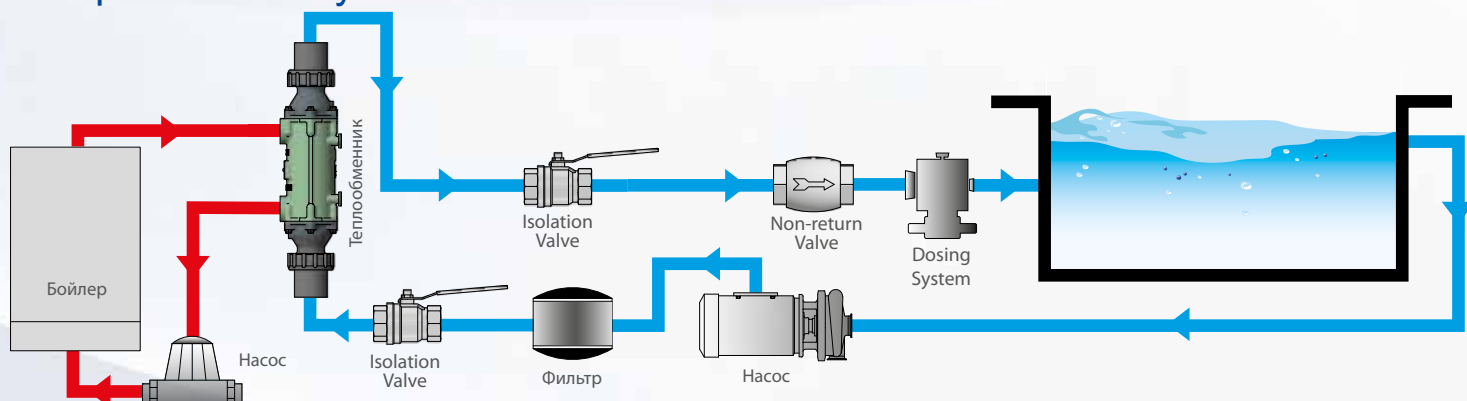 Теплообменник
Isolation
Valve
Non-return
Valve
Dosing
System
Бойлер
Насос
Isolation
Valve
Фильтр
Насос